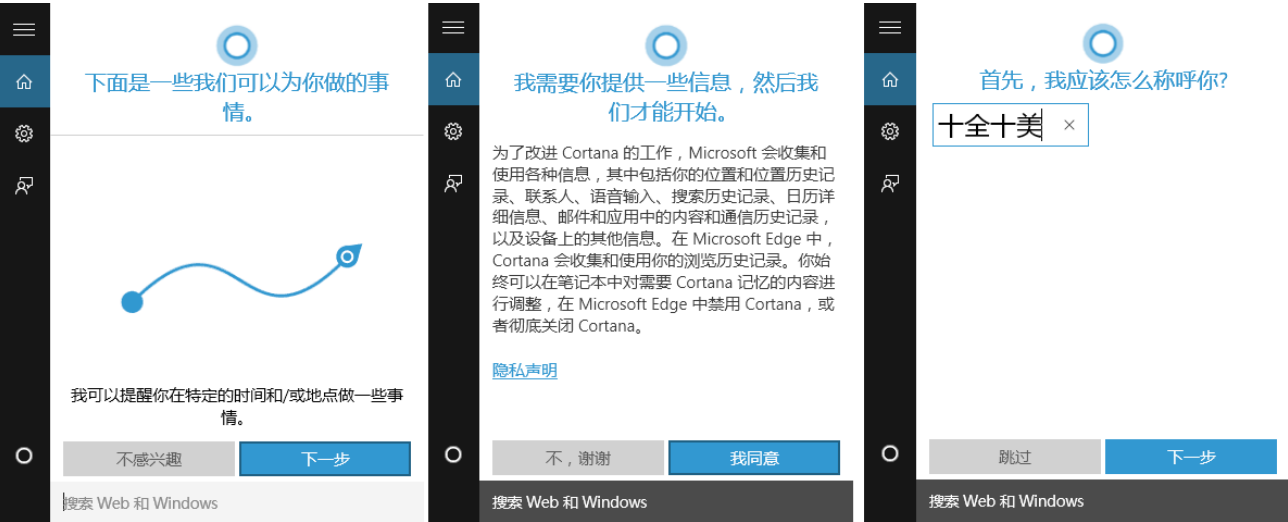 下面是一些我们可以为你做的事
情。
我可以提醒你在特定的时间和/或地点做一些事
情。
不感兴趣
下一步
搜索 Web 和 Windows
我需要你提供一些信息，然后我
们才能开始。
为了改进 Cortana 的工作，Microsoft 会收集和
使用各种信息，其中包括你的位置和位置历史记
录、联系人、语音输入、搜索历史记录、日历详
细信息、邮件和应用中的内容和通信历史记录，
以及设备上的其他信息。在 Microsoft Edge 中，
Cortana 会收集和使用你的浏览历史记录。你始
终可以在笔记本中对需要 Cortana 记忆的内容进
行调整，在 Microsoft Edge 中禁用 Cortana，或
者彻底关闭 Cortana。
隐私声明
不，谢谢
我同意
搜索 Web 和 Windows
首先，我应该怎么称呼你?
十全十美
跳过
下一步
搜索 Web 和 Windows